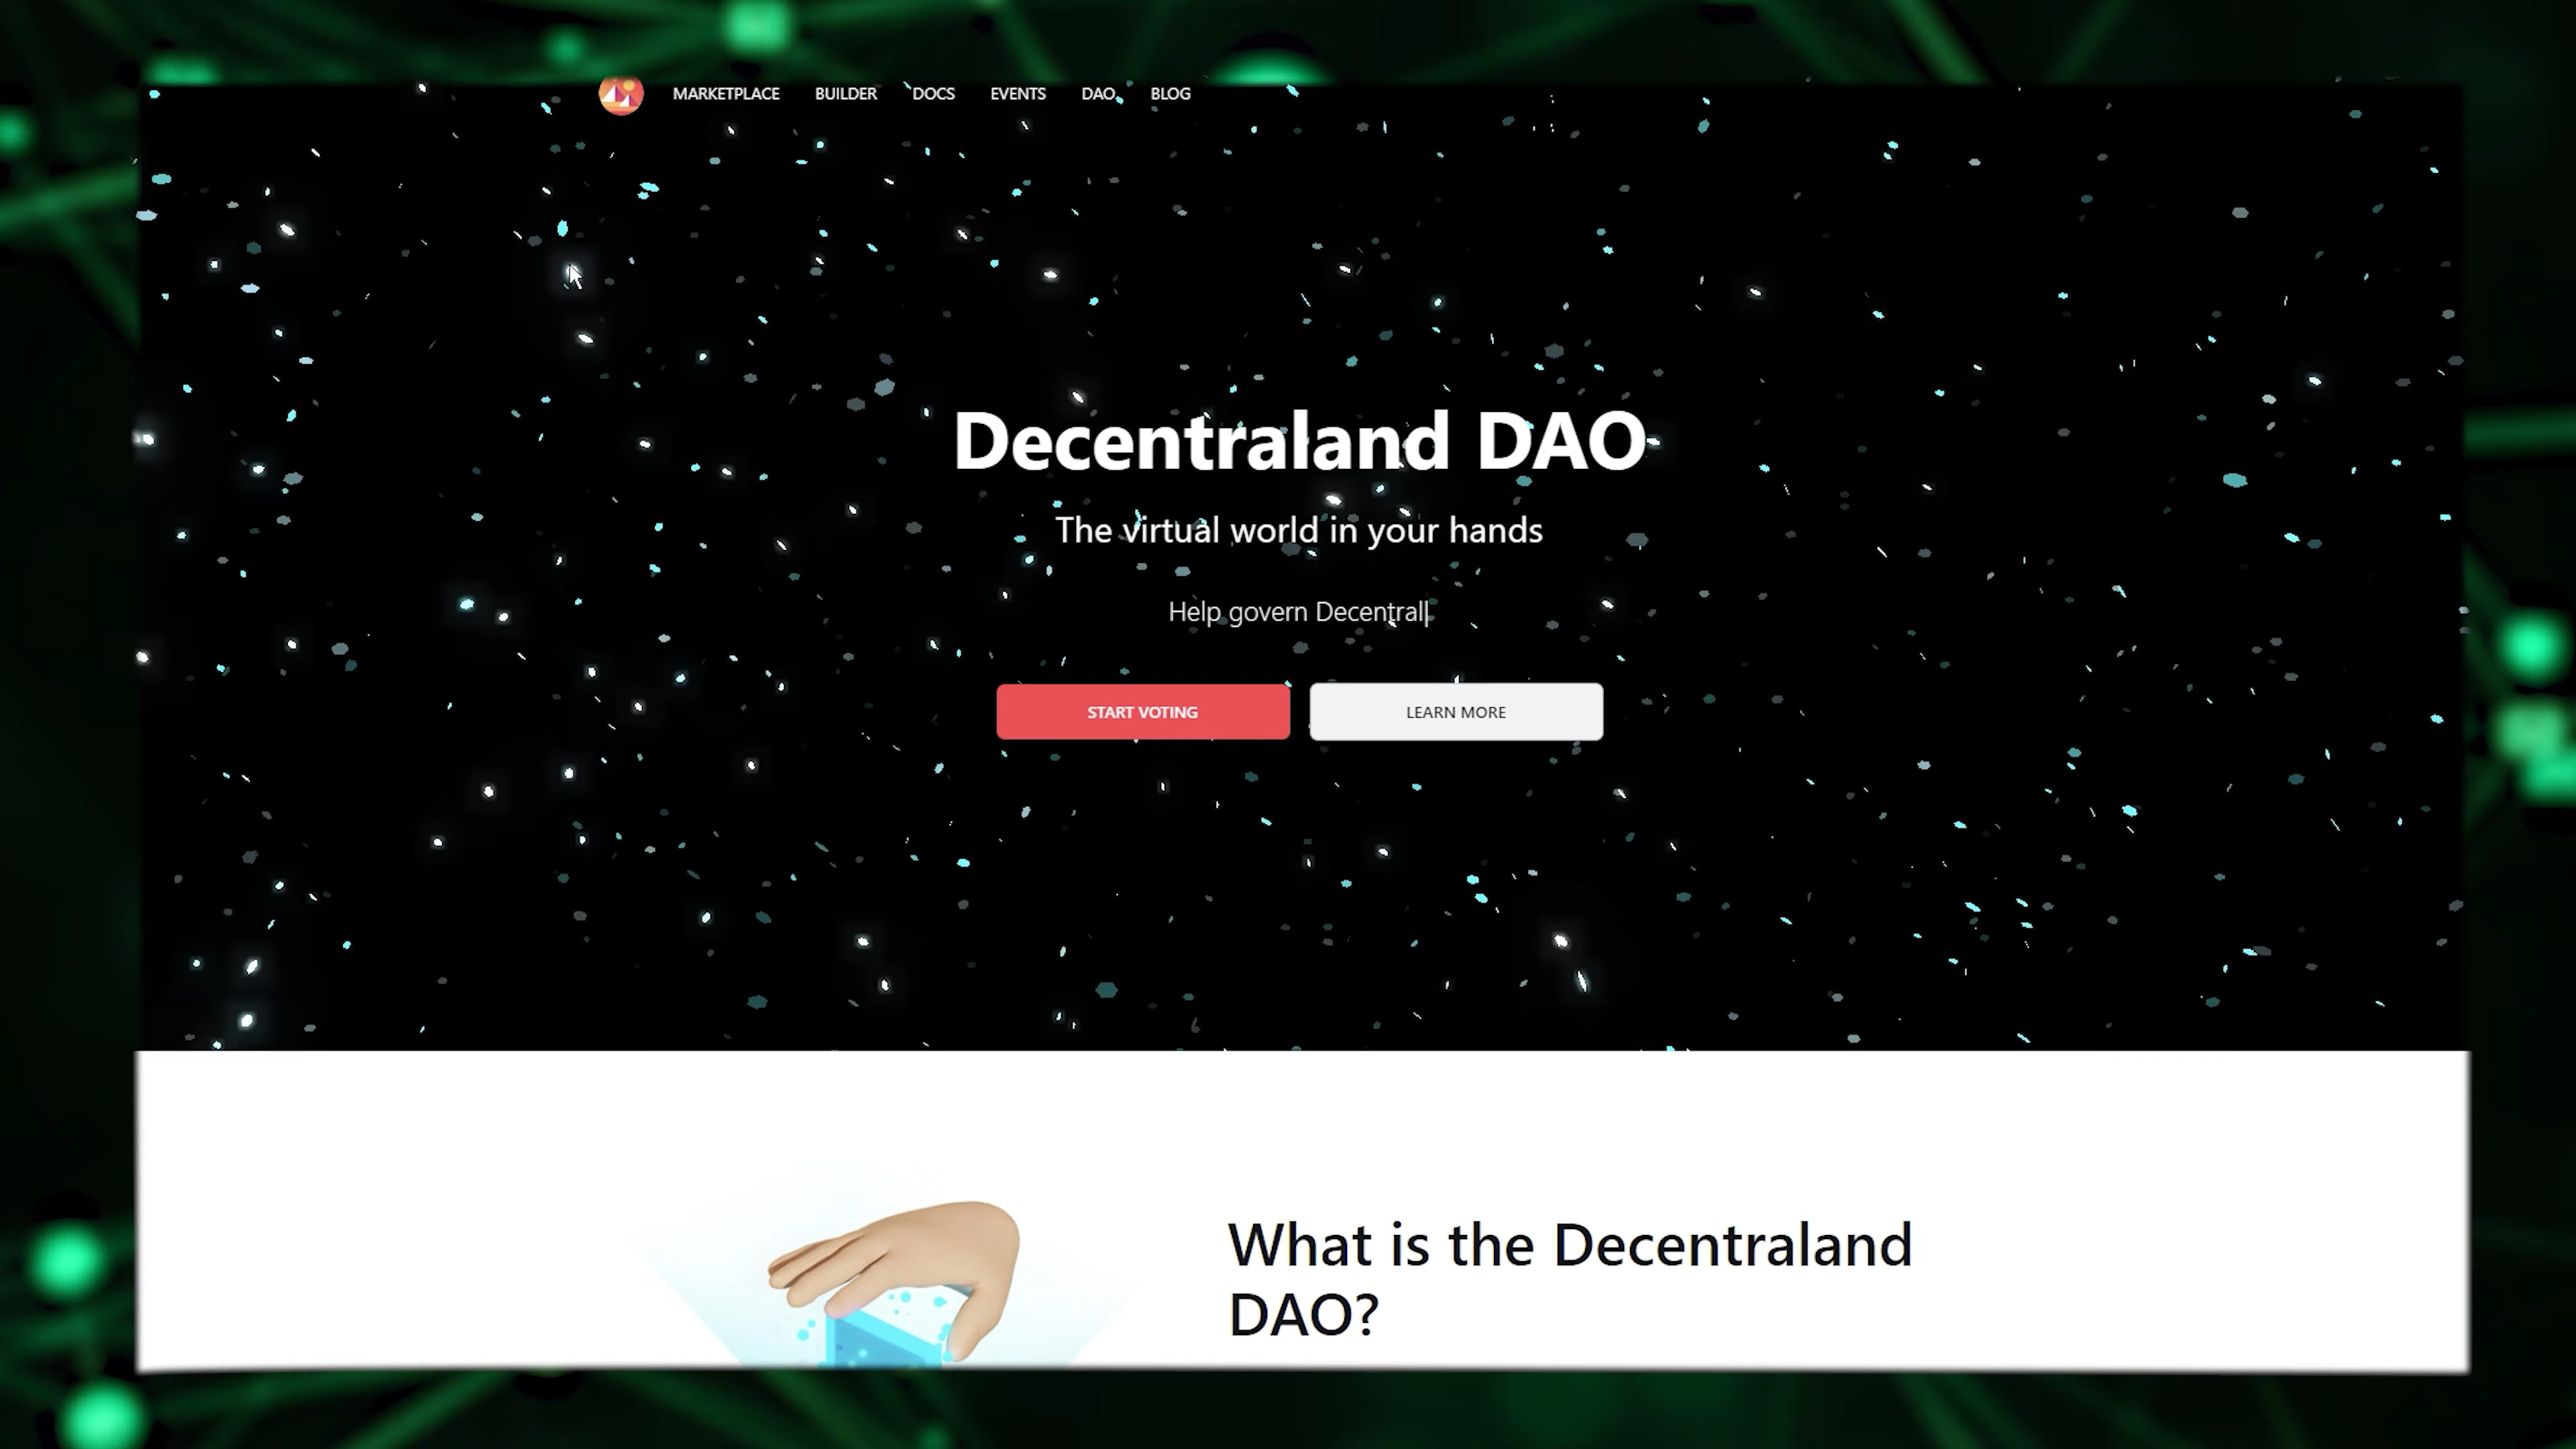 MARKETPLACE BUILDER DOCS EVENTS DAO BLOG
Decentraland DAO
The virtual world in your hands
Help govern Decentral
START VOTING LEARN MORE
What is the Decentraland
DAO?